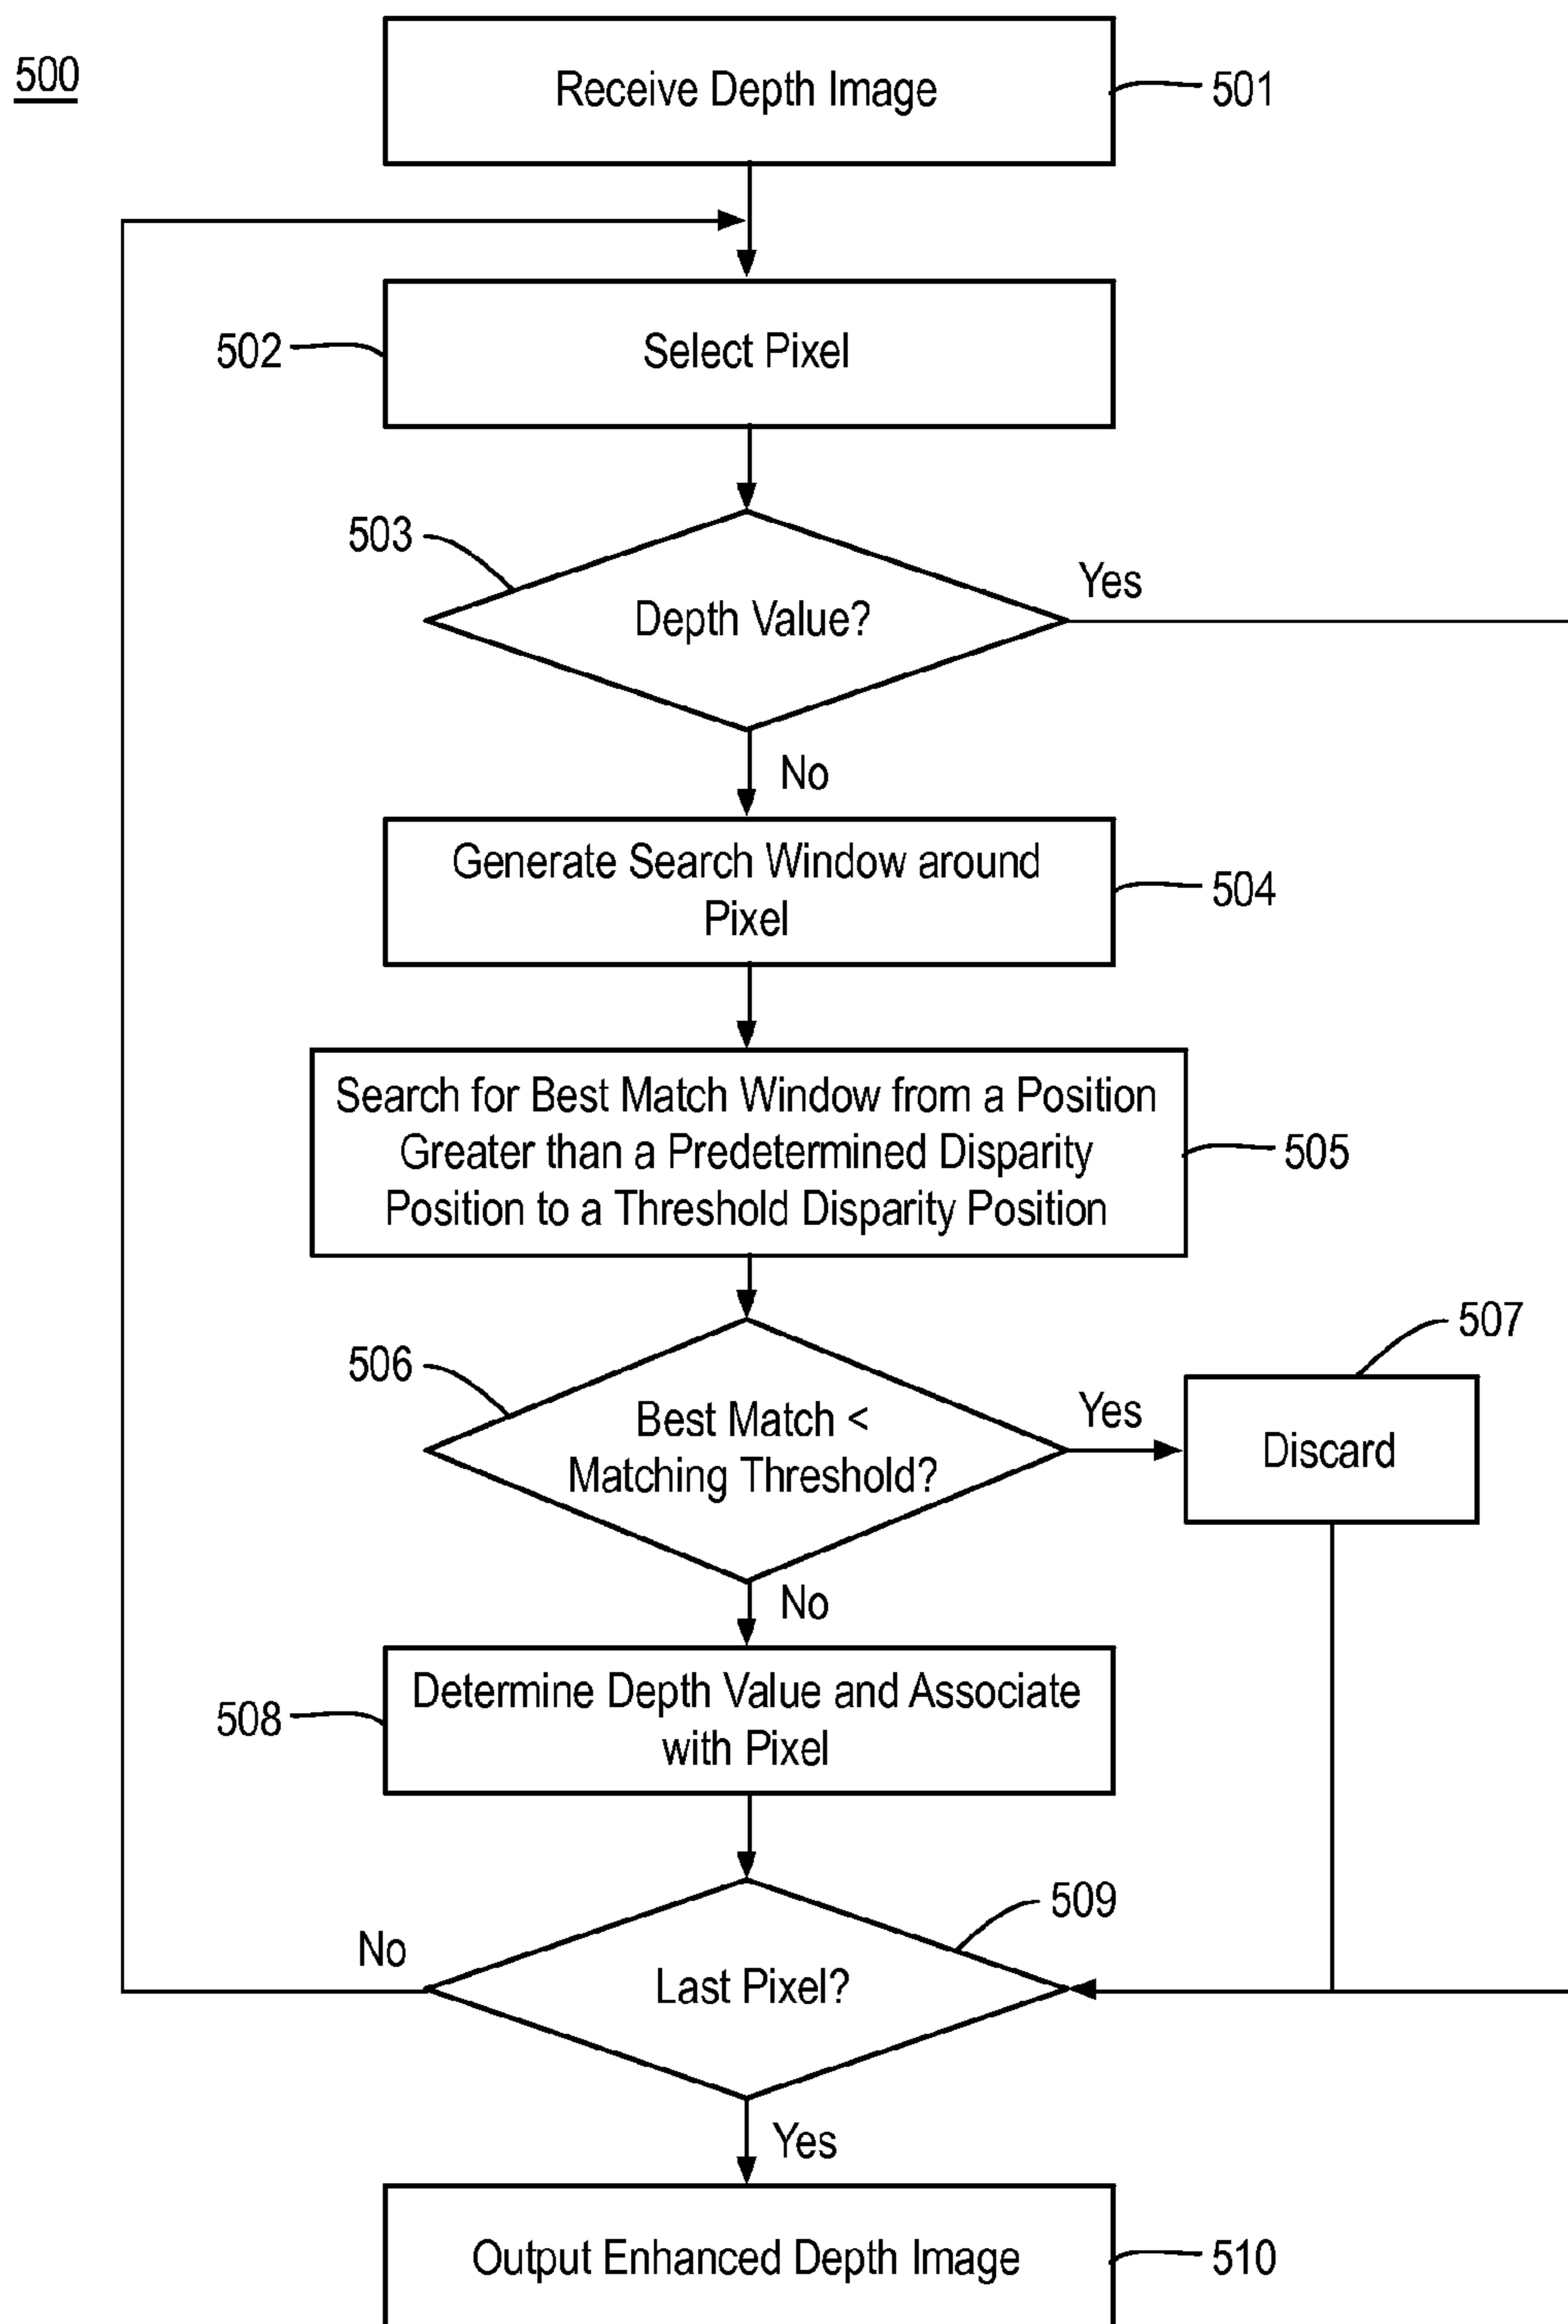 500
Receive Depth Image
501
502
Select Pixel
503
Depth Value?
Yes
No
Generate Search Window around
Pixel
504
Search for Best Match Window from a Position
Greater than a Predetermined Disparity
Position to a Threshold Disparity Position
505
506
Best Match <
Matching Threshold?
Yes
507
Discard
No
508
Determine Depth Value and Associate
with Pixel
509
No
Last Pixel?
Yes
Output Enhanced Depth Image
510